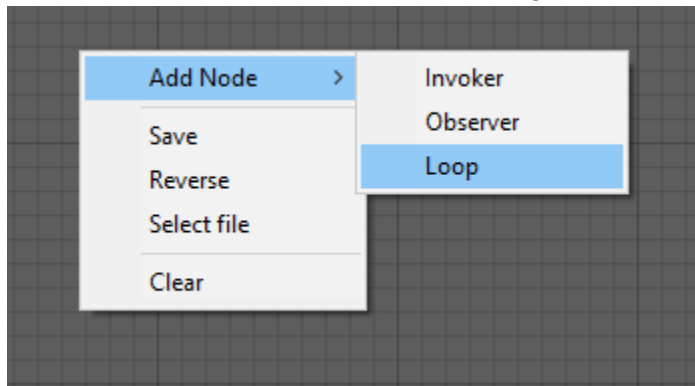 Add Node
Save
Reverse
Select file
Clear
Invoker
Observer
Loop